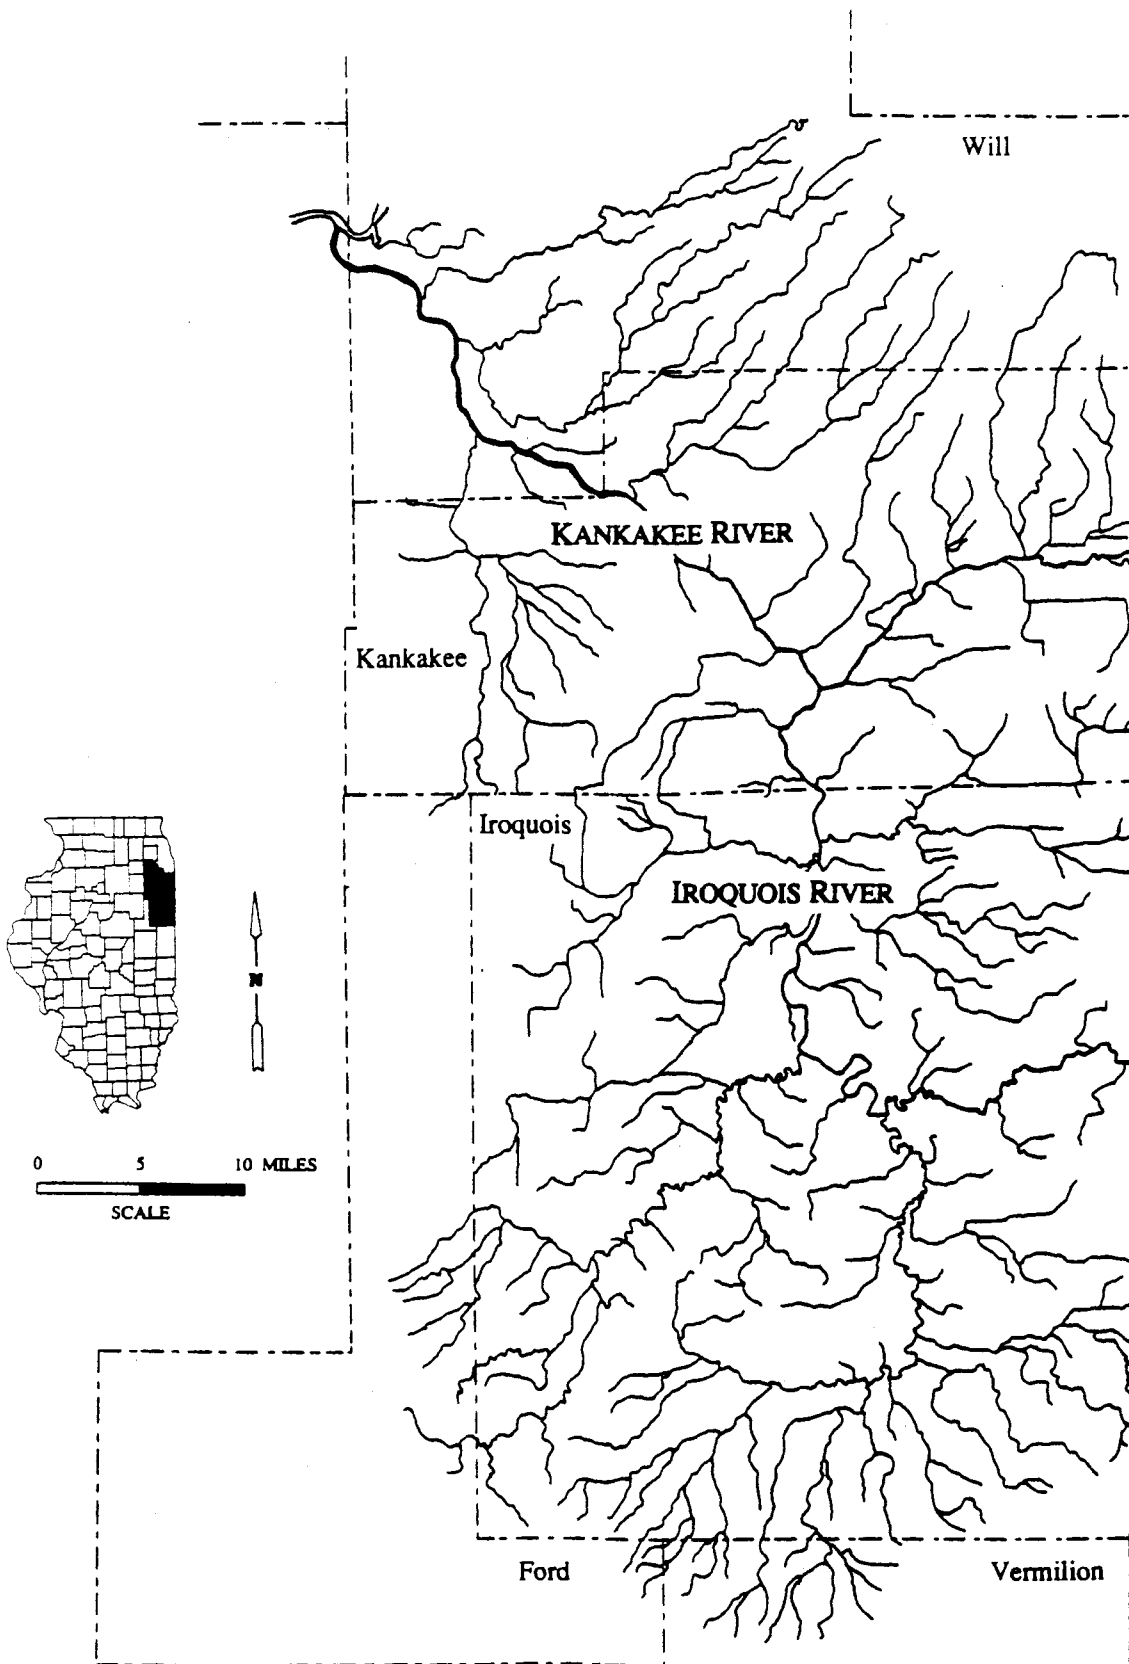 Will
KANKAKEE RIVER
Kankakee
Iroquois
IROQUOIS RIVER
N
0 5 10 MILES
SCALE
Ford
Vermilion